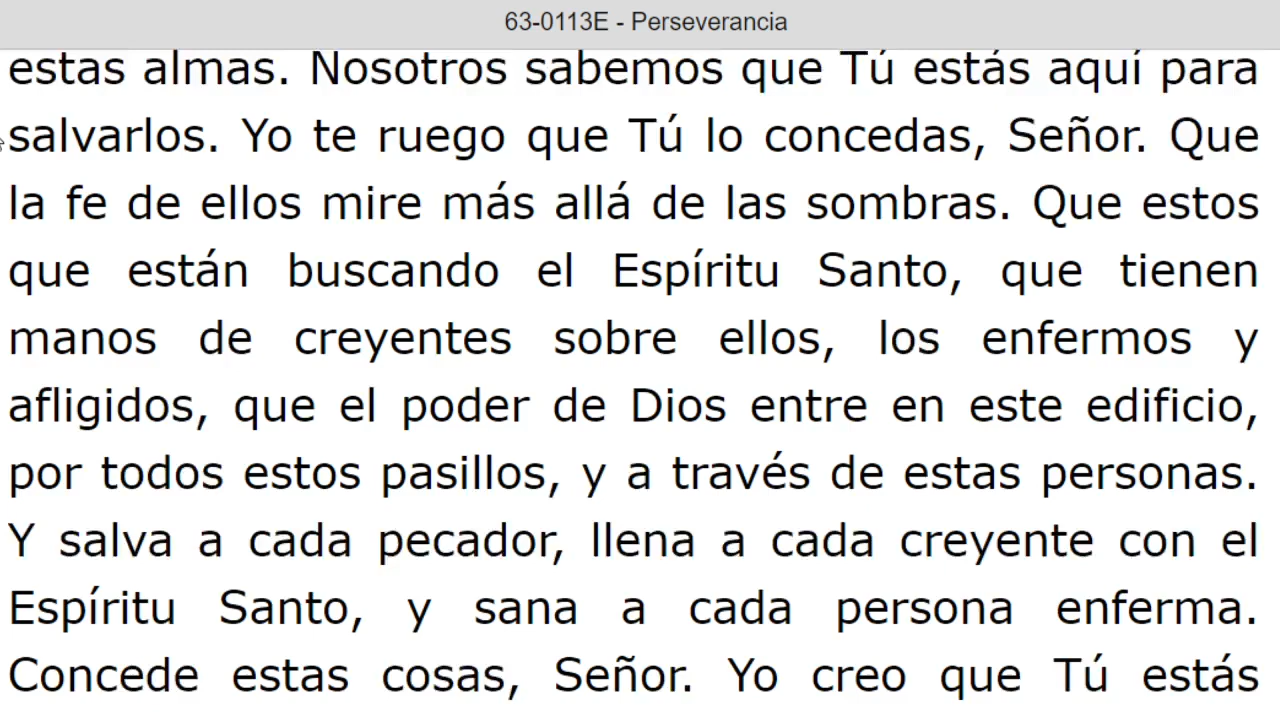 63-0113E - Perseverancia
estas almas. Nosotros sabemos que Tú estás aquí para
salvarlos. Yo te ruego que Tú lo concedas, Señor. Que
la fe de ellos mire más allá de las sombras. Que estos
que están buscando el Espíritu Santo, que tienen
manos de creyentes sobre ellos, los enfermos y
afligidos, que el poder de Dios entre en este edificio,
por todos estos pasillos, y a través de estas personas.
Y salva a cada pecador, llena a cada creyente con el
Espíritu Santo, y sana a cada persona enferma.
Concede estas cosas, Señor. Yo creo que Tú estás